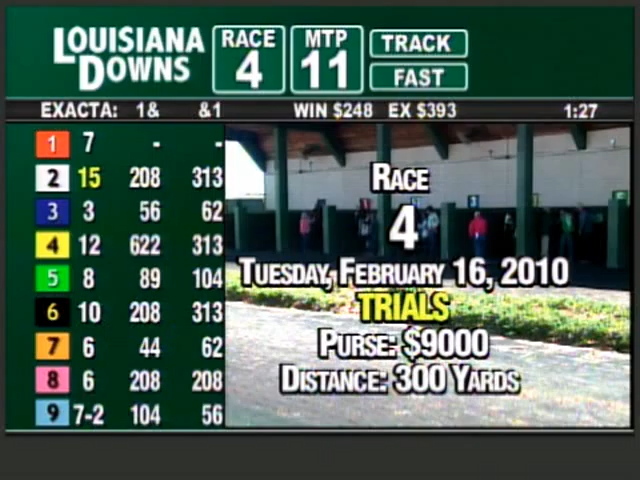 LOUISIANA DOWNS
RACE 4
MTP 11
TRACK FAST
EXACTA: 1& &1 WIN $248 EX $393 1:27
1 7 - -
2 15 208 313
3 3 56 62
4 12 622 313
5 8 89 104
6 10 208 313
7 6 44 62
8 6 208 208
9 7-2 104 56
RACE
4
TUESDAY, FEBRUARY 16, 2010
TRIALS
PURSE: $9000
DISTANCE: 300 YARDS